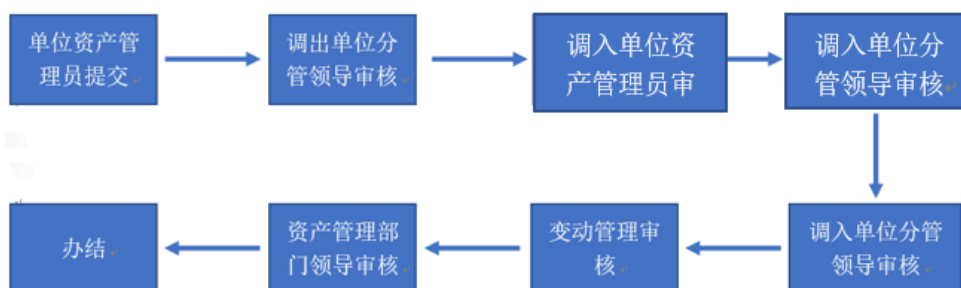 单位资产管
理员提交
调出单位分
管领导审核
调入单位资
产管理员审
调入单位分
管领导审核
办结
资产管理部
门领导审核
变动管理审
核
调入单位分管
领导审核